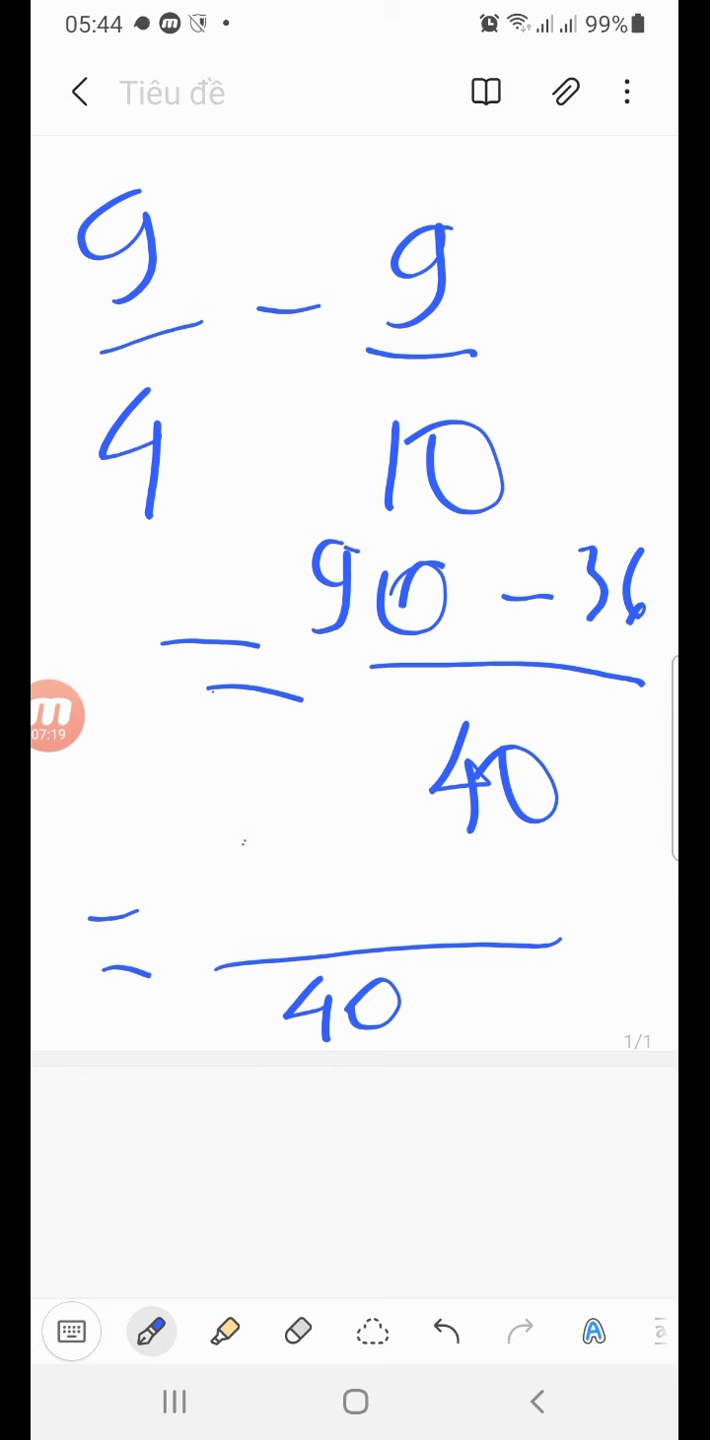 05:44 m 99%
Tiêu đề
9/4 - 9/10
= 90 - 36/40
m
07:19
= /40
1/1
A